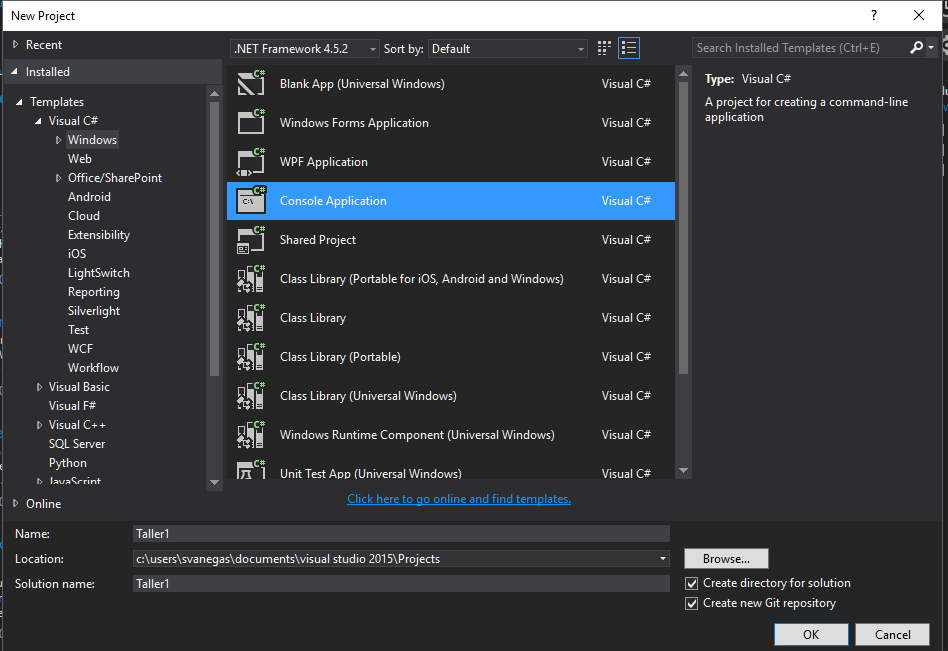 New Project
?
Recent
Installed
Templates
Visual C#
Windows
Web
Office/SharePoint
Android
Cloud
Extensibility
iOS
LightSwitch
Reporting
Silverlight
Test
WCF
Workflow
Visual Basic
Visual F#
Visual C++
SQL Server
Python
JavaScript
Online
.NET Framework 4.5.2
Sort by:
Default
Blank App (Universal Windows) Visual C#
Windows Forms Application Visual C#
WPF Application Visual C#
Console Application Visual C#
Shared Project Visual C#
Class Library (Portable for iOS, Android and Windows) Visual C#
Class Library Visual C#
Class Library (Portable) Visual C#
Class Library (Universal Windows) Visual C#
Windows Runtime Component (Universal Windows) Visual C#
Unit Test App (Universal Windows) Visual C#
Click here to go online and find templates.
Search Installed Templates (Ctrl+E)
Type: Visual C#
A project for creating a command-line
application
Name: Taller1
Location: c:\users\svanegas\documents\visual studio 2015\Projects
Browse...
Solution name: Taller1
Create directory for solution
Create new Git repository
OK
Cancel